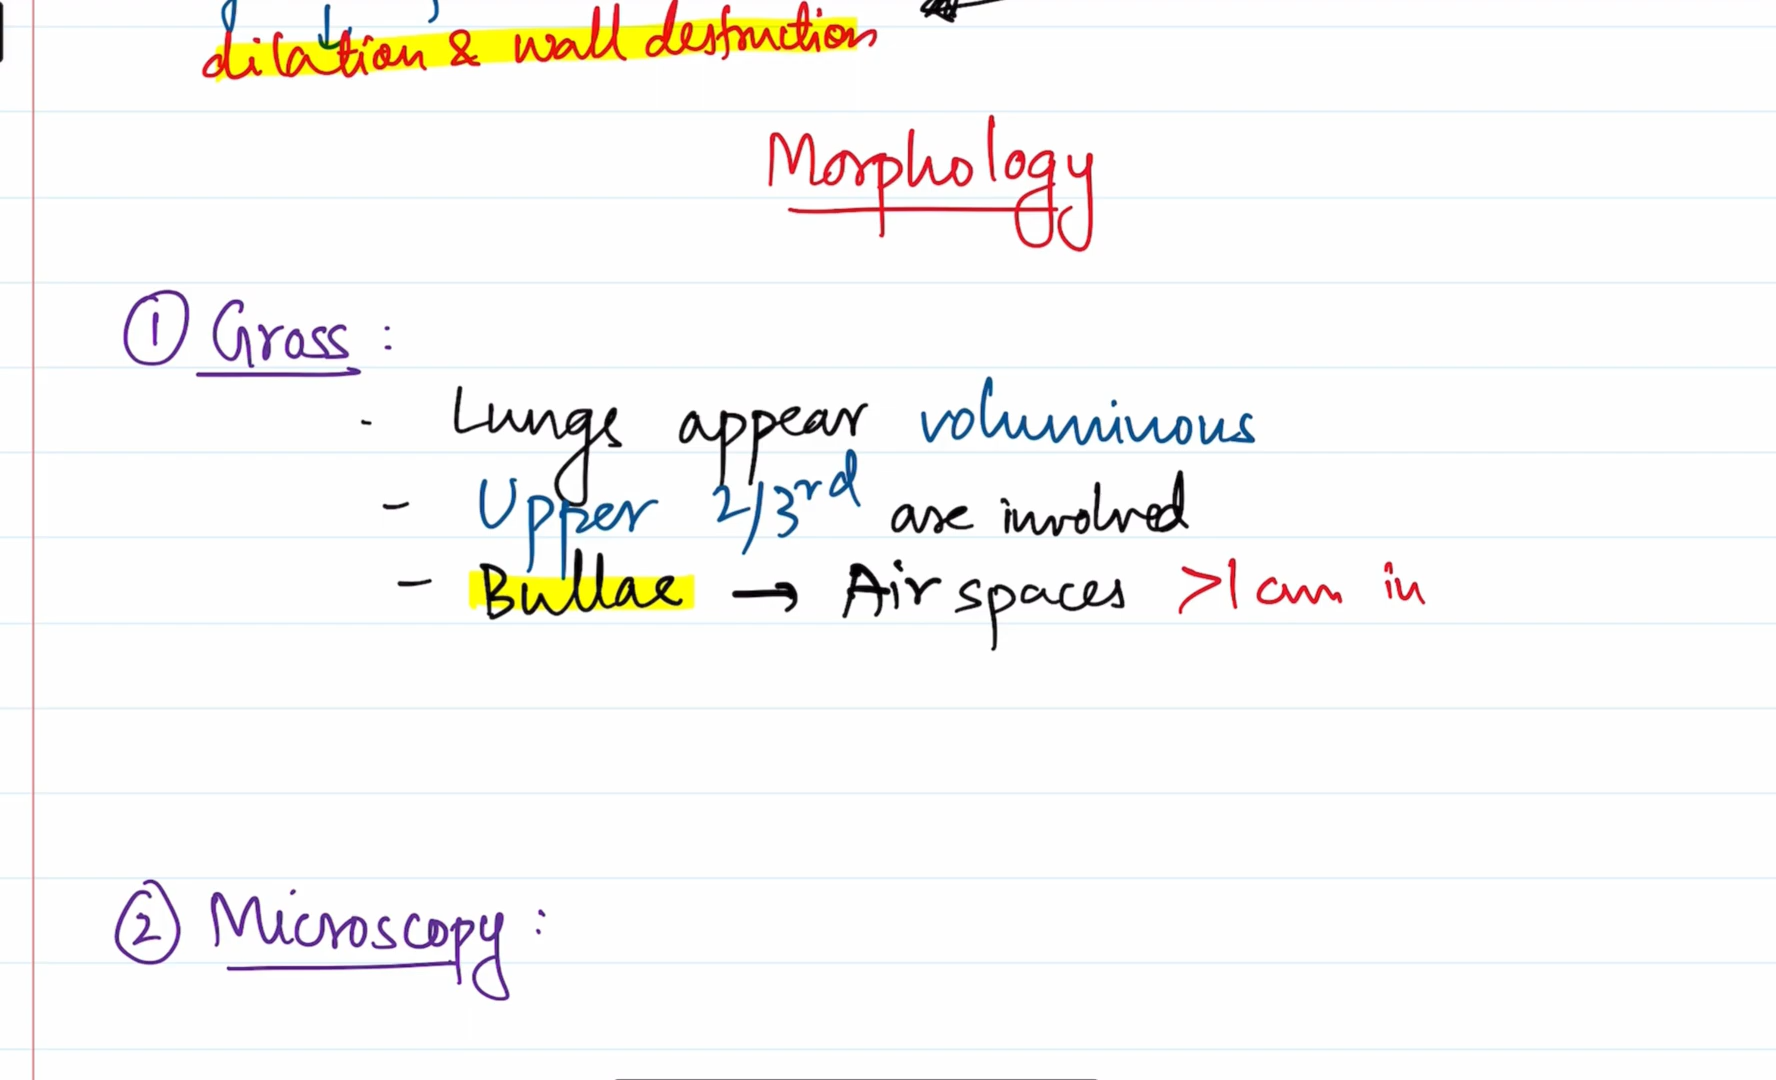 dilation & wall destruction
Morphology
① Gross :
- Lungs appear voluminous
- Upper 2/3rd are involved
- Bullae → Air spaces >1 cm in
② Microscopy :